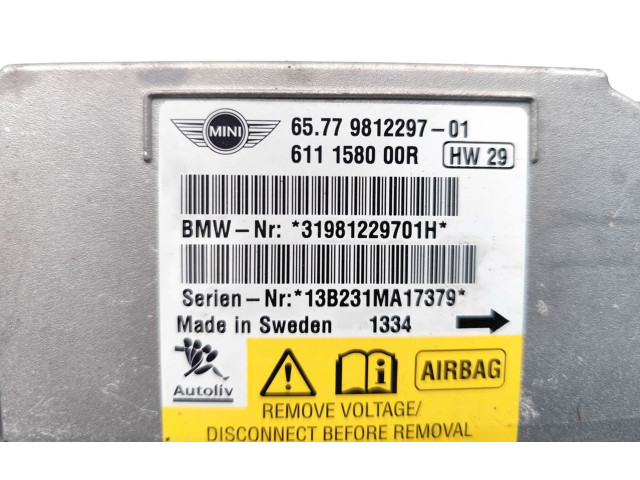 MINI
65.77 9812297-01
611 1580 00R HW 29
BMW-Nr: *31981229701H*
Serien-Nr:*13B231MA17379*
Made in Sweden 1334
Autoliv
AIRBAG
REMOVE VOLTAGE/
DISCONNECT BEFORE REMOVAL